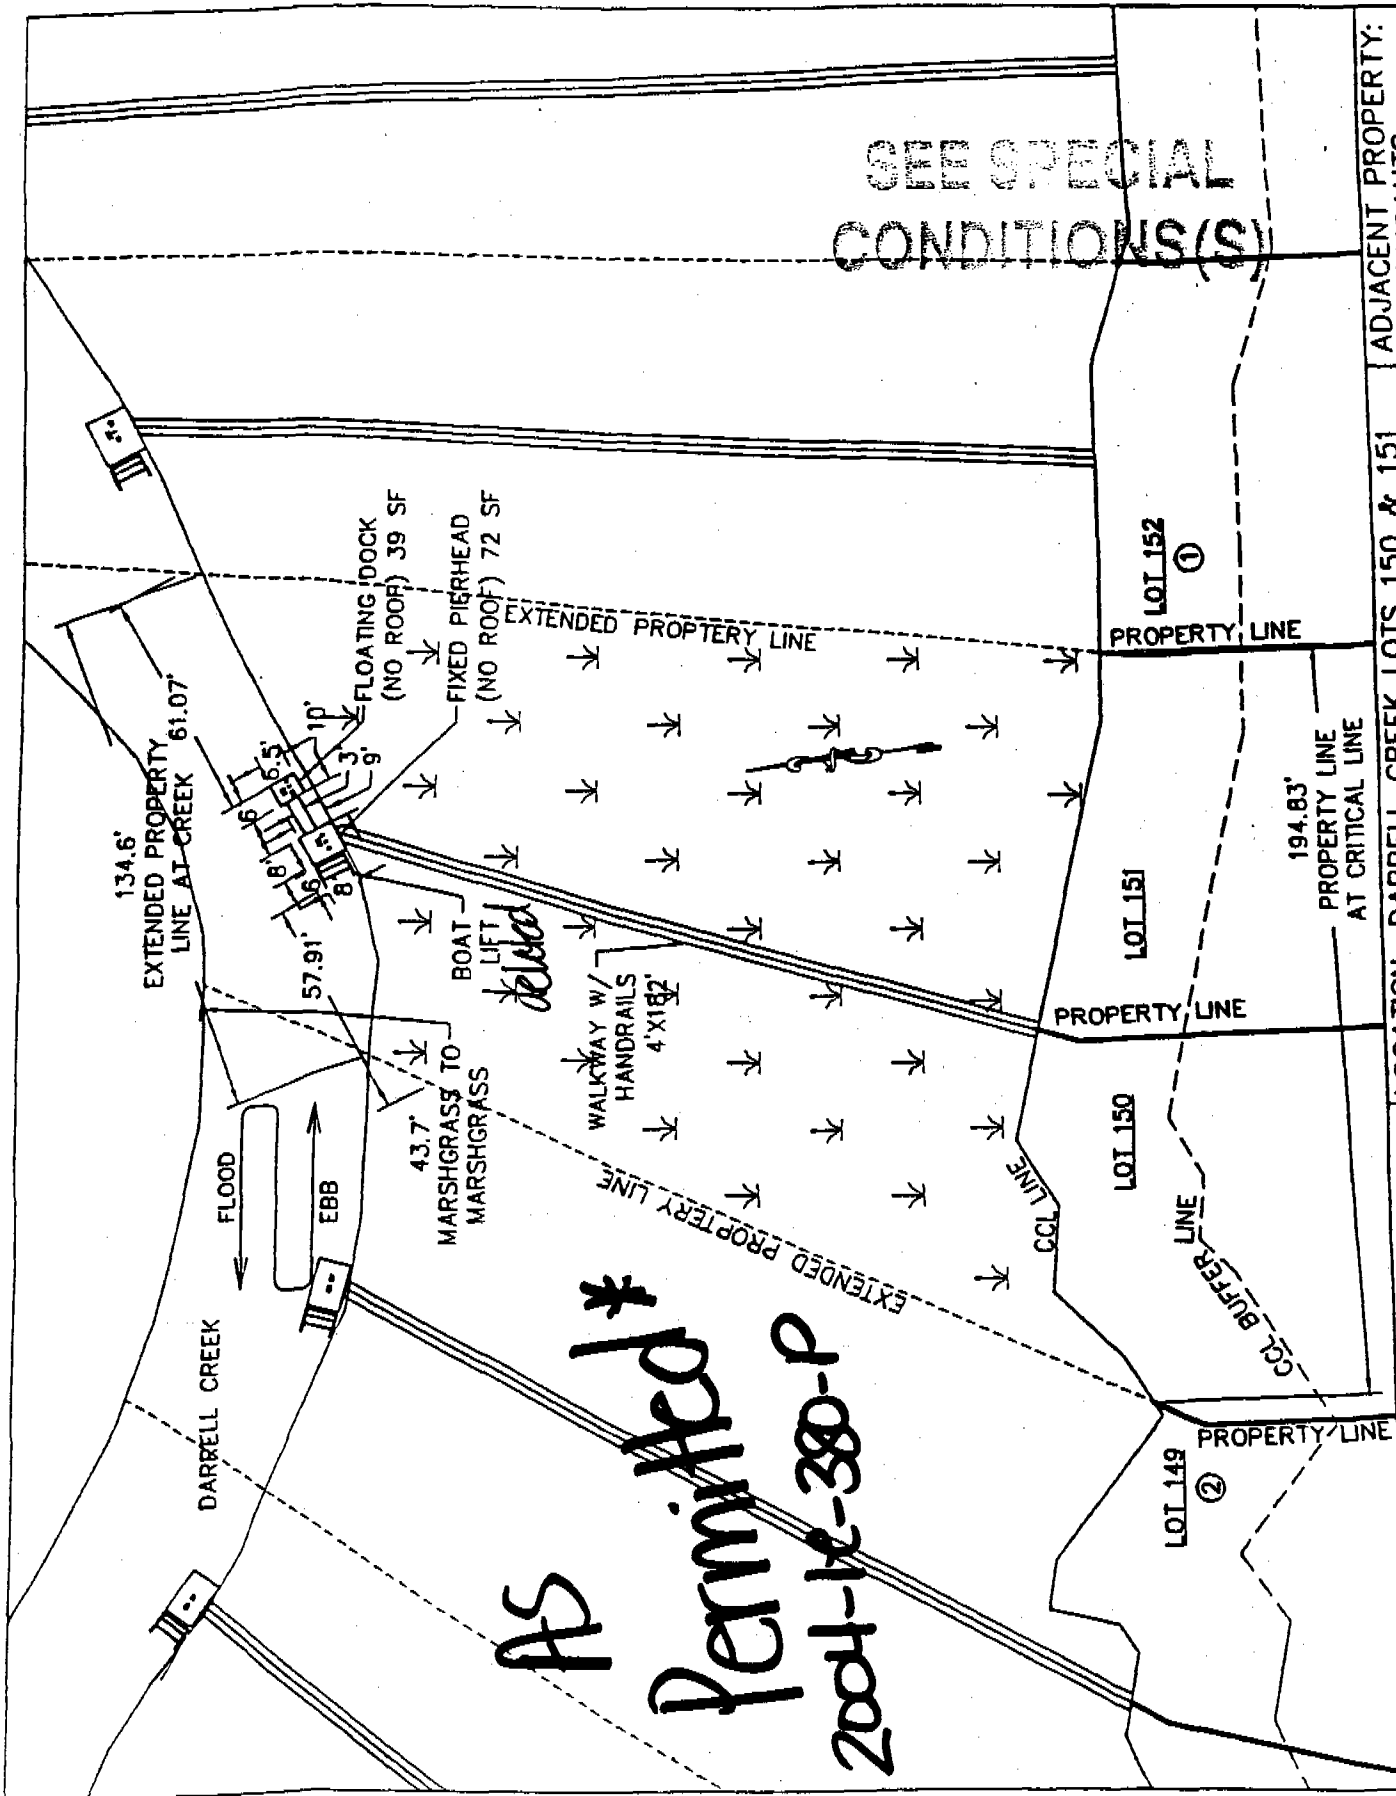 SEE SPECIAL
CONDITIONS(S)
134.6'
EXTENDED PROPERTY
LINE AT CREEK
61.07'
6.5'
10'
3'
9'
6'
8'
6'
8'
57.91'
FLOATING DOCK
(NO ROOF) 39 SF
FIXED PIERHEAD
(NO ROOF) 72 SF
EXTENDED PROPTERY LINE
BOAT
LIFT
WALKWAY W/
HANDRAILS
4'X182'
43.7'
MARSHGRASS TO
MARSHGRASS
FLOOD
EBB
DARRELL CREEK
EXTENDED PROPTERY LINE
AS
Permitted*
2004-1E-380-P
CCL LINE
CCL BUFFER LINE
LOT 152
1
PROPERTY LINE
LOT 151
PROPERTY LINE
LOT 150
194.83'
PROPERTY LINE
AT CRITICAL LINE
LOT 149
2
PROPERTY LINE
LOCATION: DARRELL CREEK LOTS 150 & 151
ADJACENT PROPERTY: